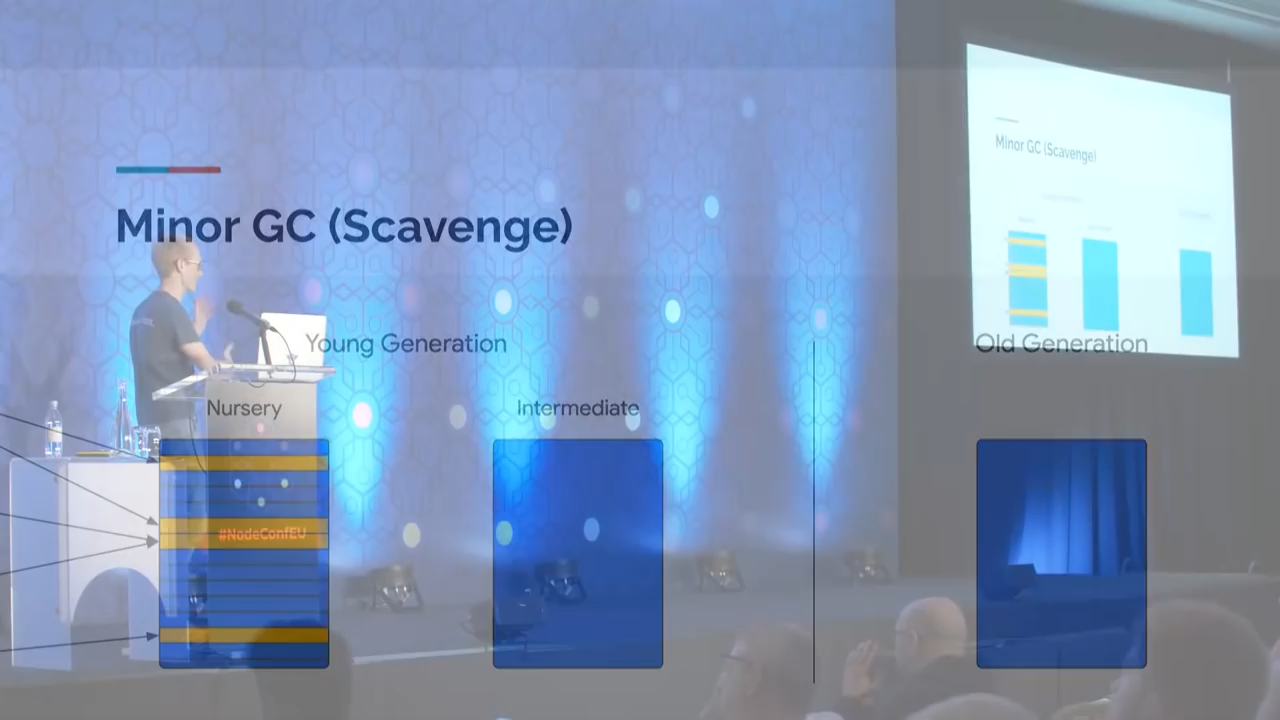 Minor GC (Scavenge)
Minor GC (Scavenge)
Young Generation
Old Generation
Nursery
Intermediate
#NodeConfEU